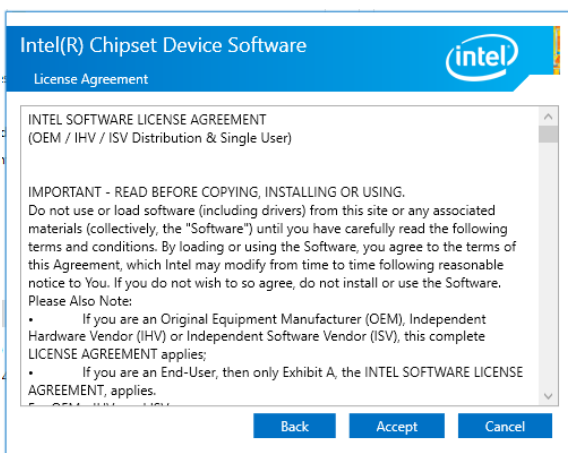 Intel(R) Chipset Device Software
intel
License Agreement
INTEL SOFTWARE LICENSE AGREEMENT
(OEM / IHV / ISV Distribution & Single User)
IMPORTANT - READ BEFORE COPYING, INSTALLING OR USING.
Do not use or load software (including drivers) from this site or any associated
materials (collectively, the "Software") until you have carefully read the following
terms and conditions. By loading or using the Software, you agree to the terms of
this Agreement, which Intel may modify from time to time following reasonable
notice to You. If you do not wish to so agree, do not install or use the Software.
Please Also Note:
• If you are an Original Equipment Manufacturer (OEM), Independent
Hardware Vendor (IHV) or Independent Software Vendor (ISV), this complete
LICENSE AGREEMENT applies;
• If you are an End-User, then only Exhibit A, the INTEL SOFTWARE LICENSE
AGREEMENT, applies.
Back Accept Cancel